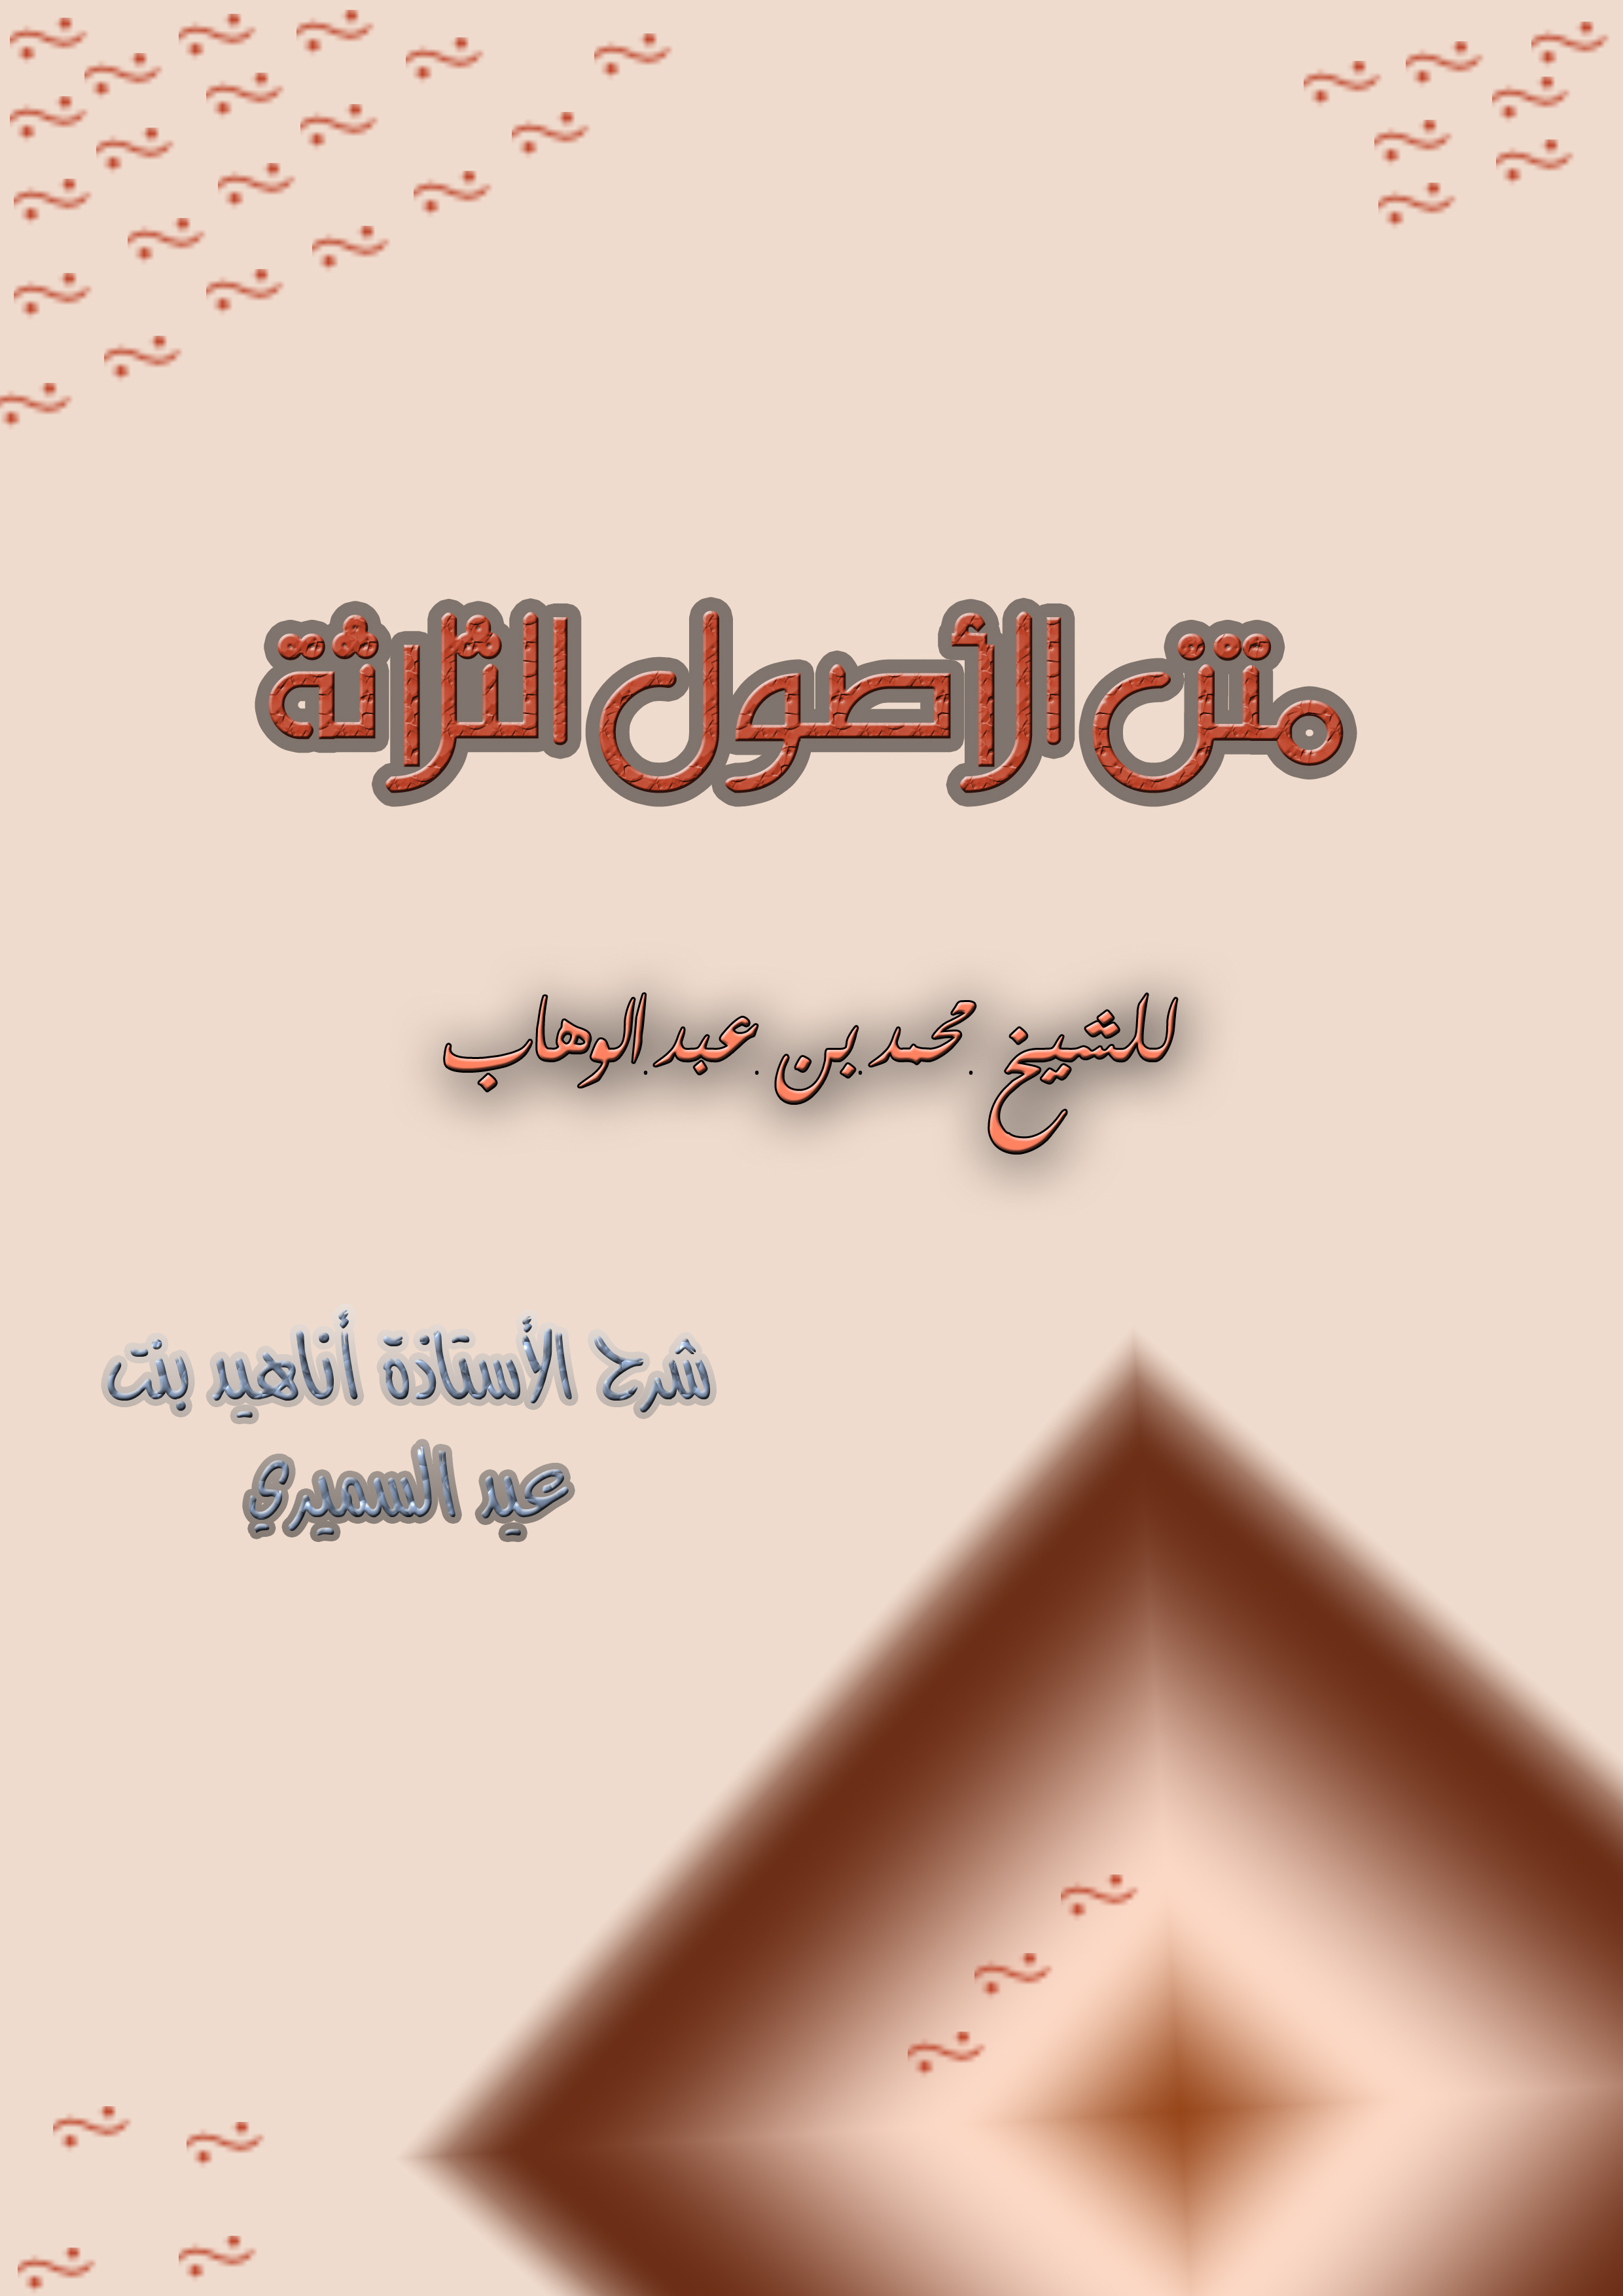 متن الأصول الثلاثة
للشيخ محمد بن عبد الوهاب
شرح الأستاذة أناهيد بنت
عيد السميري